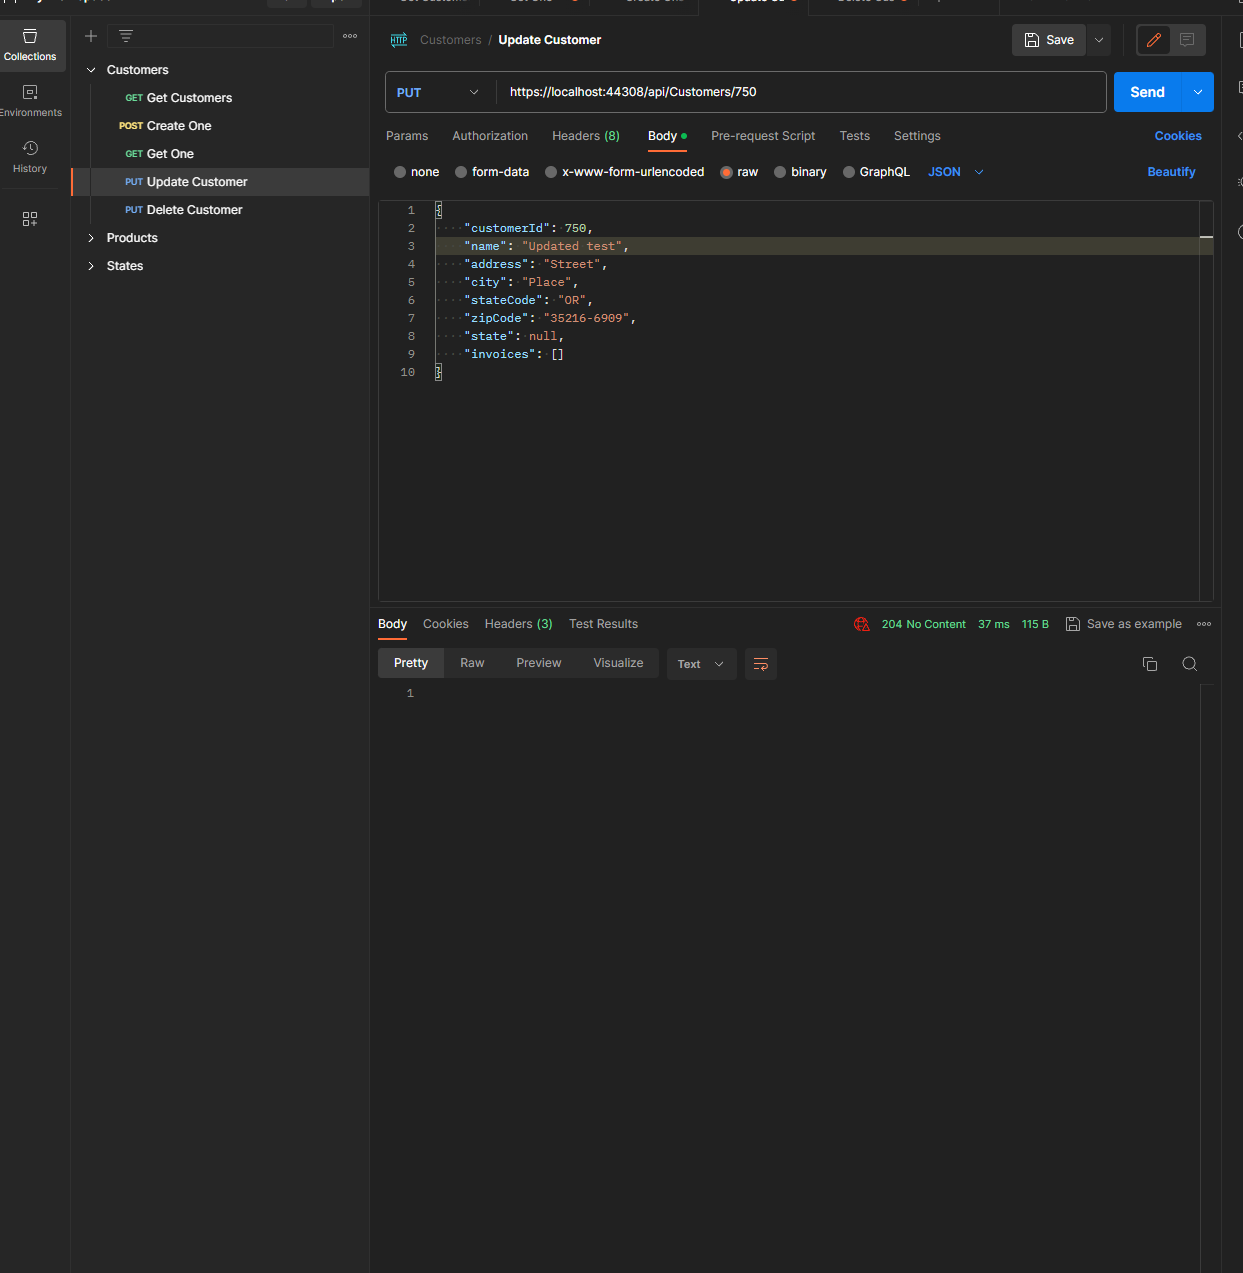 Collections
Environments
History
Customers
GET Get Customers
POST Create One
GET Get One
PUT Update Customer
PUT Delete Customer
Products
States
HTTP Customers / Update Customer
Save
PUT https://localhost:44308/api/Customers/750
Send
Params Authorization Headers (8) Body Pre-request Script Tests Settings Cookies
none form-data x-www-form-urlencoded raw binary GraphQL JSON Beautify
1 {
2 "customerId": 750,
3 "name": "Updated test",
4 "address": "Street",
5 "city": "Place",
6 "stateCode": "OR",
7 "zipCode": "35216-6909",
8 "state": null,
9 "invoices": []
10 }
Body Cookies Headers (3) Test Results 204 No Content 37 ms 115 B Save as example
Pretty Raw Preview Visualize Text
1